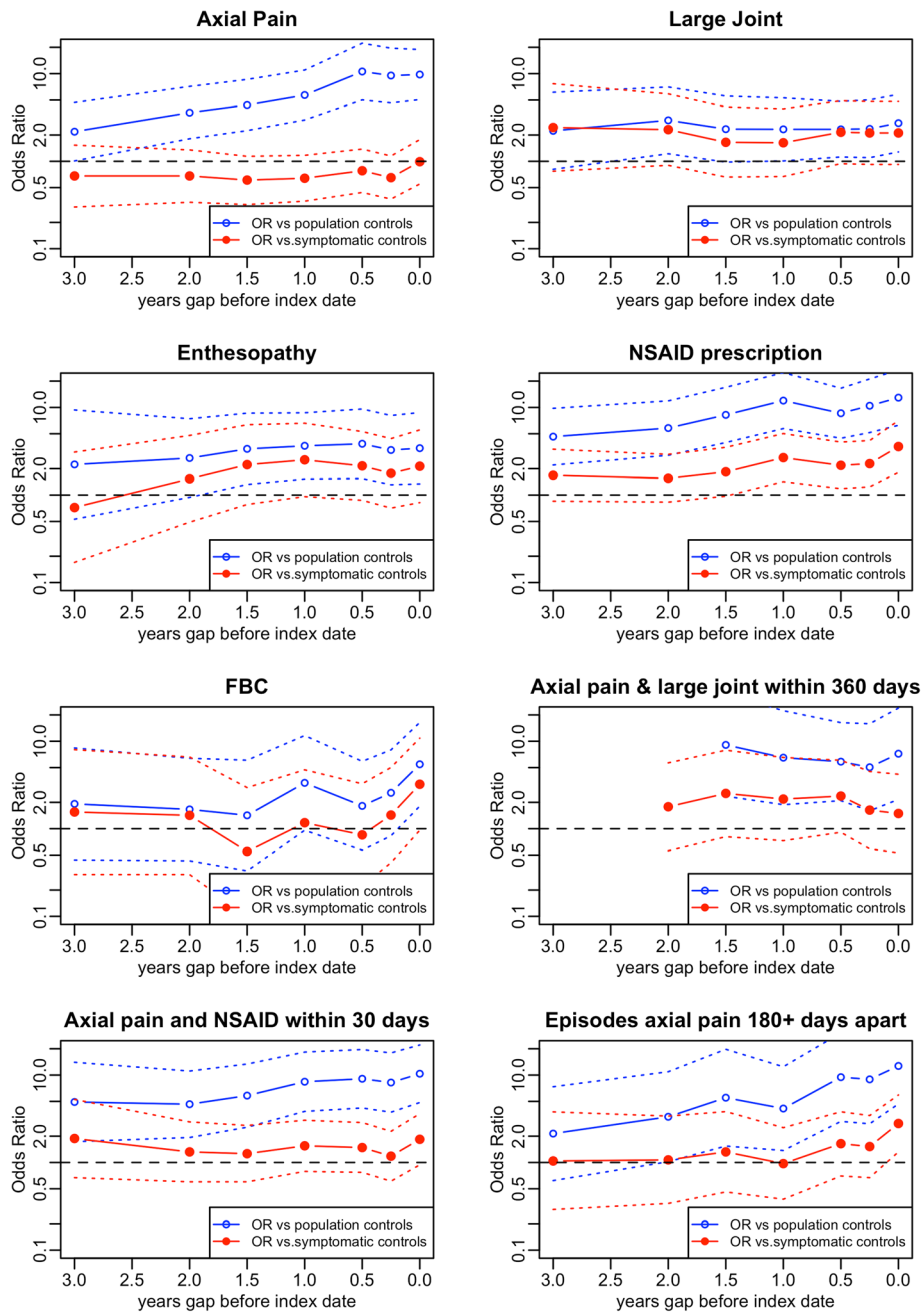 Axial Pain
Odds Ratio
10.0
2.0
0.5
0.1
OR vs population controls
OR vs.symptomatic controls
3.0 2.5 2.0 1.5 1.0 0.5 0.0
years gap before index date
Large Joint
Odds Ratio
10.0
2.0
0.5
0.1
OR vs population controls
OR vs.symptomatic controls
3.0 2.5 2.0 1.5 1.0 0.5 0.0
years gap before index date
Enthesopathy
Odds Ratio
10.0
2.0
0.5
0.1
OR vs population controls
OR vs.symptomatic controls
3.0 2.5 2.0 1.5 1.0 0.5 0.0
years gap before index date
NSAID prescription
Odds Ratio
10.0
2.0
0.5
0.1
OR vs population controls
OR vs.symptomatic controls
3.0 2.5 2.0 1.5 1.0 0.5 0.0
years gap before index date
FBC
Odds Ratio
10.0
2.0
0.5
0.1
OR vs population controls
OR vs.symptomatic controls
3.0 2.5 2.0 1.5 1.0 0.5 0.0
years gap before index date
Axial pain & large joint within 360 days
Odds Ratio
10.0
2.0
0.5
0.1
OR vs population controls
OR vs.symptomatic controls
3.0 2.5 2.0 1.5 1.0 0.5 0.0
years gap before index date
Axial pain and NSAID within 30 days
Odds Ratio
10.0
2.0
0.5
0.1
OR vs population controls
OR vs.symptomatic controls
3.0 2.5 2.0 1.5 1.0 0.5 0.0
years gap before index date
Episodes axial pain 180+ days apart
Odds Ratio
10.0
2.0
0.5
0.1
OR vs population controls
OR vs.symptomatic controls
3.0 2.5 2.0 1.5 1.0 0.5 0.0
years gap before index date